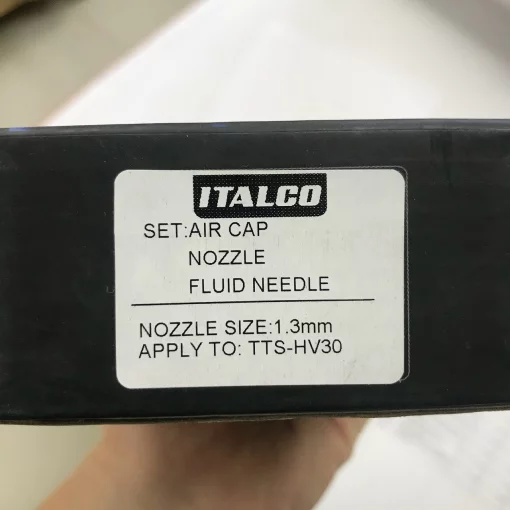 ITALCO
SET:AIR CAP
NOZZLE
FLUID NEEDLE
NOZZLE SIZE:1.3mm
APPLY TO: TTS-HV30